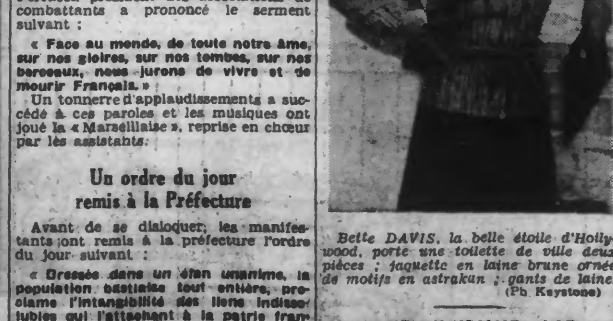 combattants a prononcé le serment
suivant :
« Face au monde, de toute notre âme,
sur nos gloires, sur nos tombes, sur nos
berceaux, nous jurons de vivre et de
mourir Français. »
Un tonnerre d'applaudissements a suc-
cédé à ces paroles et les musiques ont
joué la « Marseillaise », reprise en chœur
par les assistants.
Un ordre du jour
remis à la Préfecture
Avant de se disloquer, les manifes-
tants ont remis à la préfecture l'ordre
du jour suivant :
« Dressée dans un élan unanime, la
population bastiaise tout entière, pro-
clame l'intangibilité des liens indisso-
lubles qui l'attachent à la patrie fran-
Bette DAVIS, la belle étoile d'Holly-
wood, porte une toilette de ville deux
pièces ; jaquette en laine brune ornée
de motifs en astrakan ; gants de laine
(Ph. Keystone)